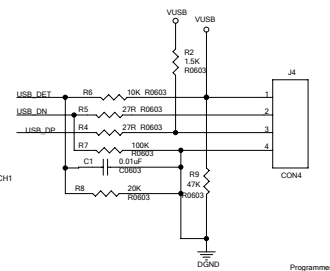 VUSB
VUSB
R2
1.5K
R0603
J4
USB_DET
R6
10K R0603
1
USB_DN
R5
27R R0603
2
USB_DP
R4
27R R0603
3
R7
100K
R0603
4
C1
0.01uF
C0603
CON4
CH1
R9
47K
R0603
R8
20K
R0603
DGND
Programme